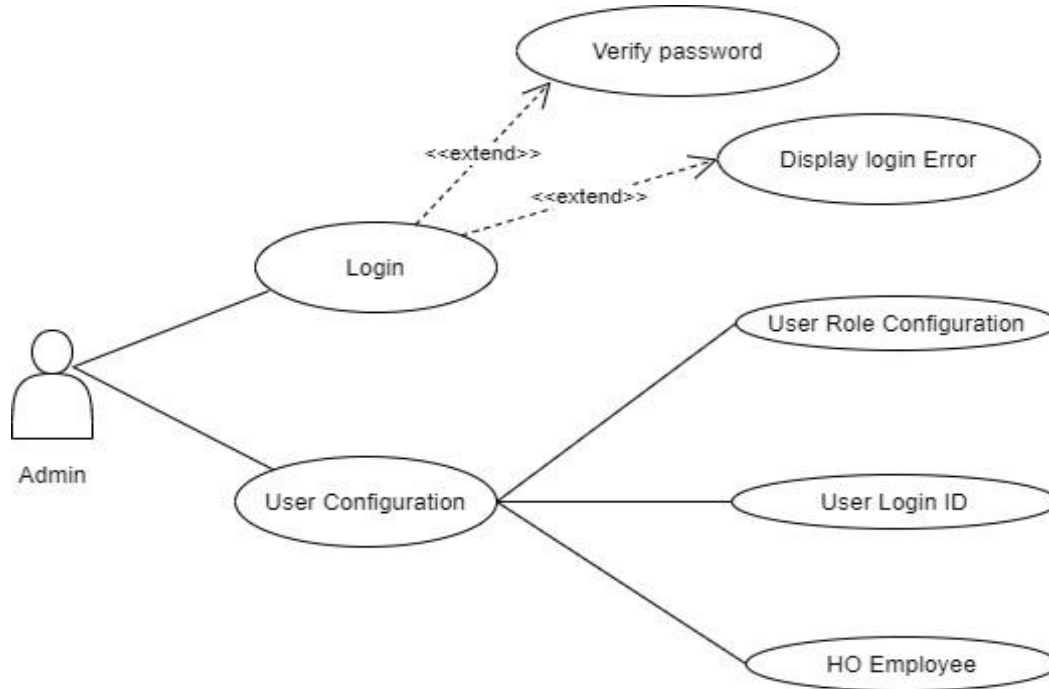 Verify password
<<extend>>
Display login Error
<<extend>>
Login
User Role Configuration
Admin
User Configuration
User Login ID
HO Employee